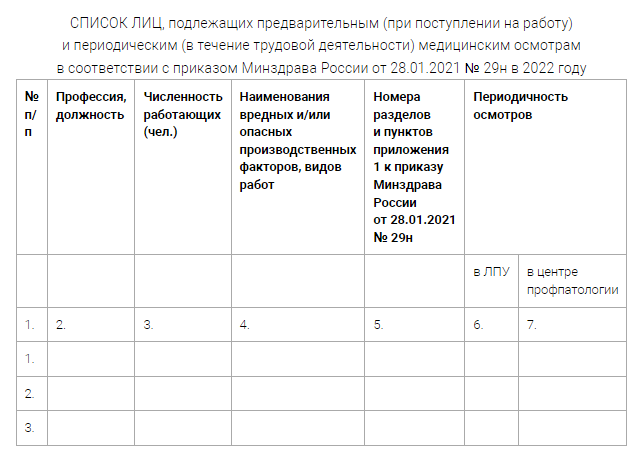 СПИСОК ЛИЦ, подлежащих предварительным (при поступлении на работу)
и периодическим (в течение трудовой деятельности) медицинским осмотрам
в соответствии с приказом Минздрава России от 28.01.2021 № 29н в 2022 году
№
п/
п
Профессия,
должность
Численность
работающих
(чел.)
Наименования
вредных и/или
опасных
производственных
факторов, видов
работ
Номера
разделов
и пунктов
приложения
1 к приказу
Минздрава
России
от 28.01.2021
№ 29н
Периодичность
осмотров
в ЛПУ
в центре
профпатологии
1. 2. 3. 4. 5. 6. 7.
1.
2.
3.